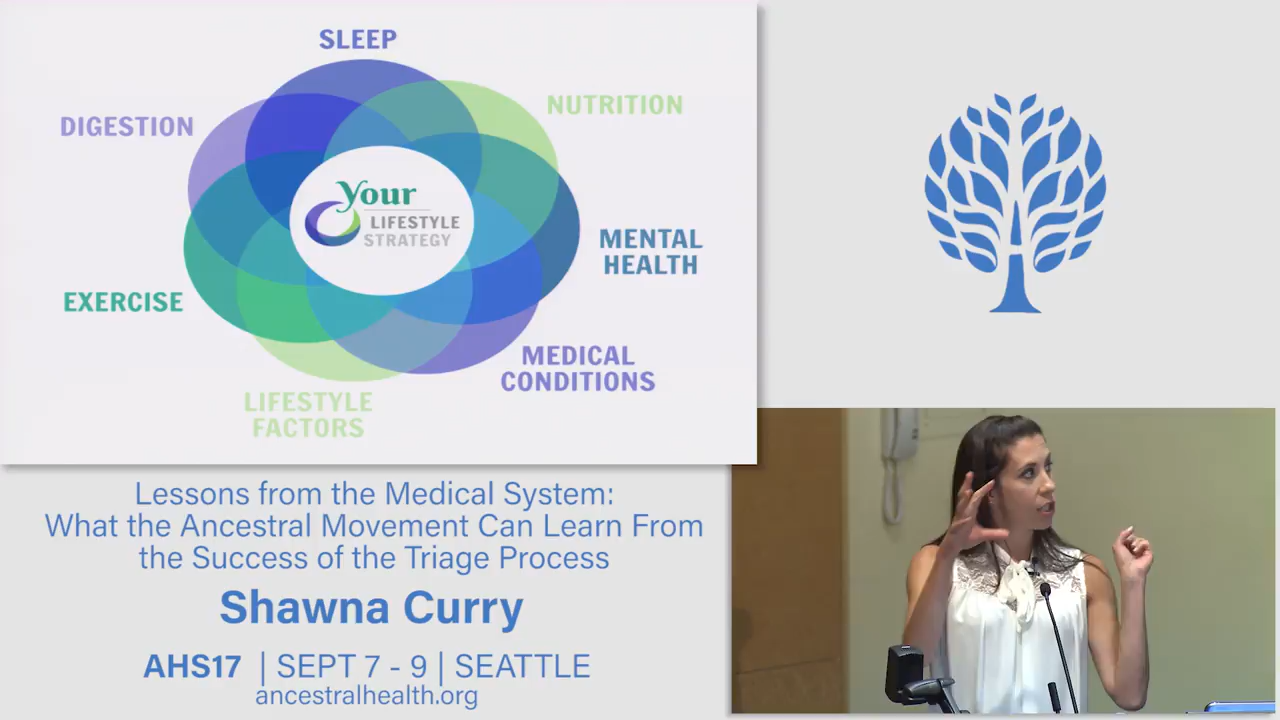 SLEEP
NUTRITION
DIGESTION
your
LIFESTYLE
STRATEGY
MENTAL
HEALTH
EXERCISE
MEDICAL
CONDITIONS
LIFESTYLE
FACTORS
Lessons from the Medical System:
What the Ancestral Movement Can Learn From
the Success of the Triage Process
Shawna Curry
AHS17 | SEPT 7 - 9 | SEATTLE
ancestralhealth.org